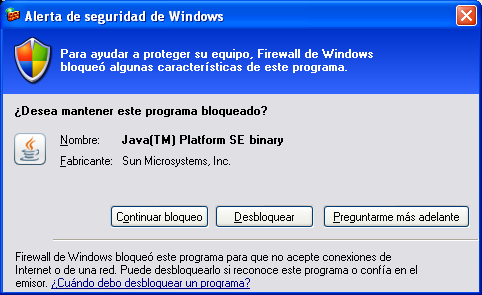 Alerta de seguridad de Windows
Para ayudar a proteger su equipo, Firewall de Windows
bloqueó algunas características de este programa.
¿Desea mantener este programa bloqueado?
Nombre: Java(TM) Platform SE binary
Fabricante: Sun Microsystems, Inc.
Continuar bloqueo Desbloquear Preguntarme más adelante
Firewall de Windows bloqueó este programa para que no acepte conexiones de
Internet o de una red. Puede desbloquearlo si reconoce este programa o confía en el
emisor. ¿Cuándo debo desbloquear un programa?